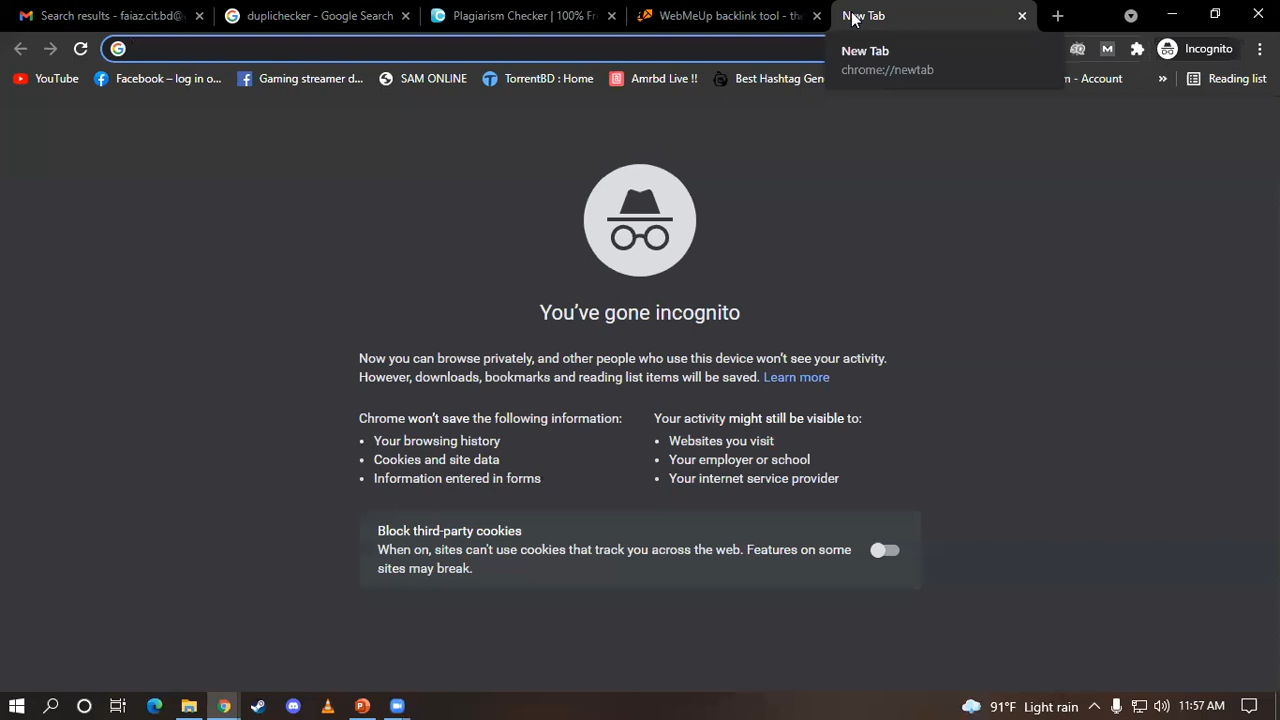 Search results - faiaz.cit.bd@
duplichecker - Google Search
Plagiarism Checker | 100% Fr
WebMeUp backlink tool - the
New Tab
New Tab
chrome://newtab
Incognito
YouTube
Facebook – log in o...
Gaming streamer d...
SAM ONLINE
TorrentBD : Home
Amrbd Live !!
Best Hashtag Gen
n - Account
»
Reading list
You've gone incognito
Now you can browse privately, and other people who use this device won't see your activity.
However, downloads, bookmarks and reading list items will be saved. Learn more
Chrome won't save the following information:
• Your browsing history
• Cookies and site data
• Information entered in forms
Your activity might still be visible to:
• Websites you visit
• Your employer or school
• Your internet service provider
Block third-party cookies
When on, sites can't use cookies that track you across the web. Features on some
sites may break.
91°F Light rain
11:57 AM